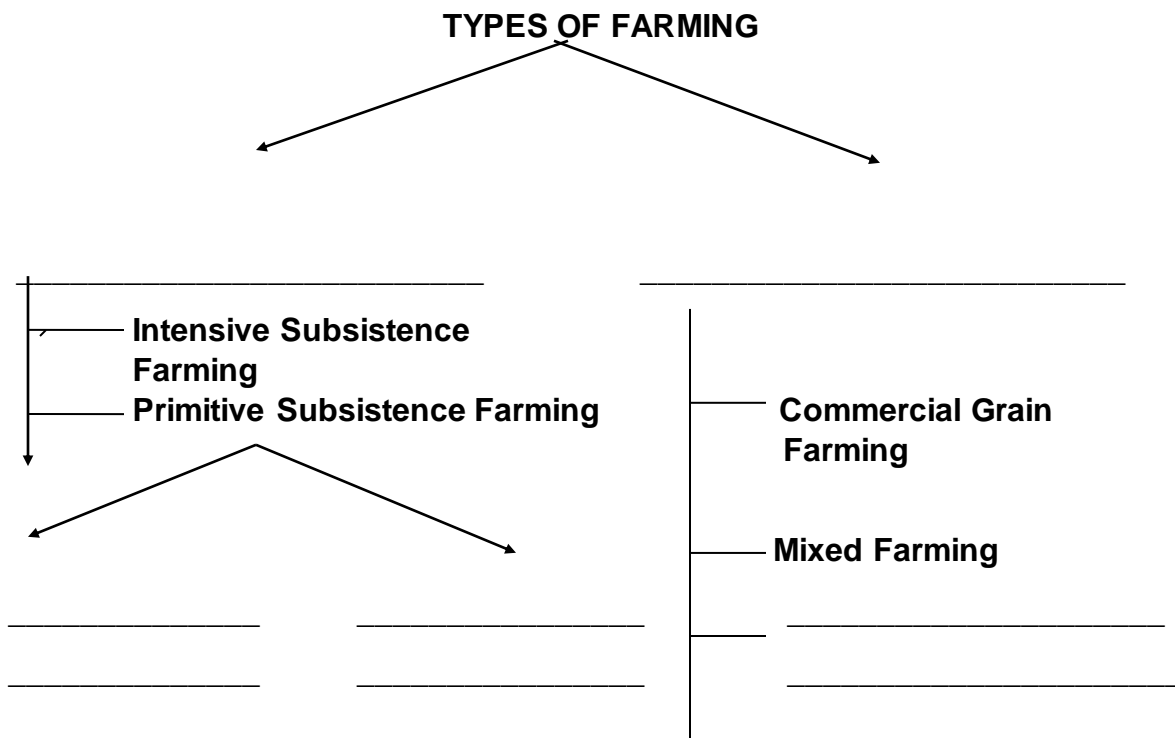 TYPES OF FARMING
Intensive Subsistence
Farming
Primitive Subsistence Farming
Commercial Grain
Farming
Mixed Farming